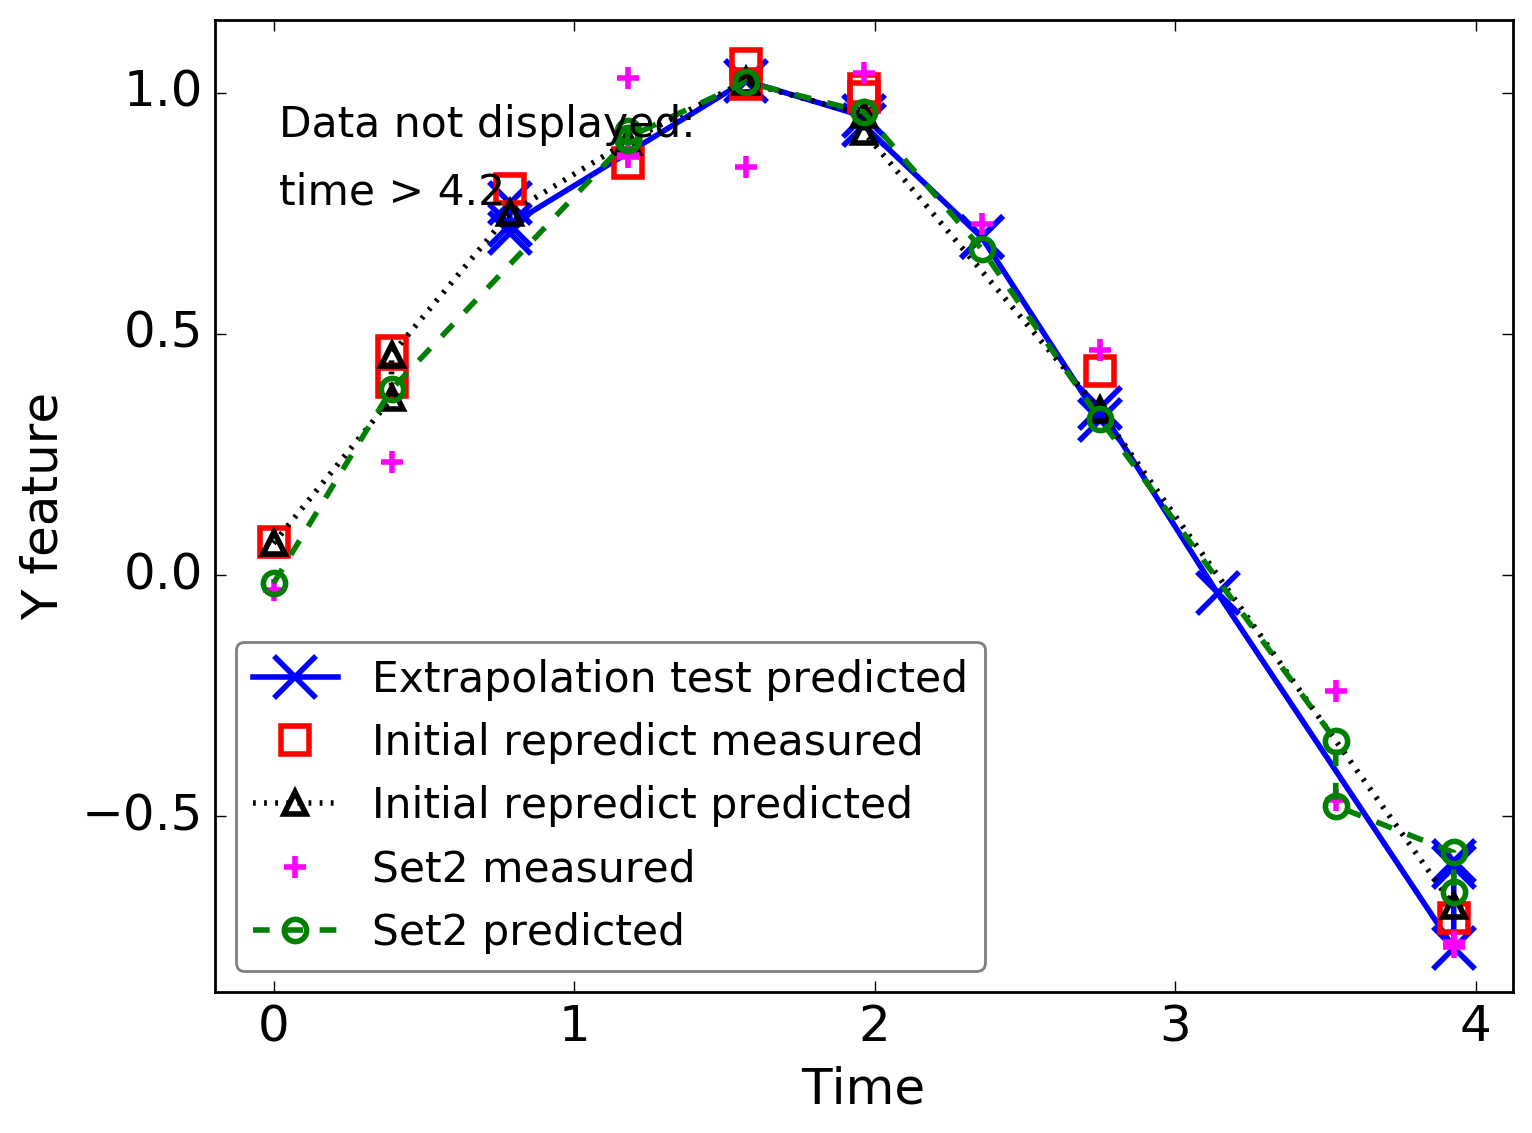 1.0
0.5
0.0
−0.5
Y feature
Data not displayed:
time > 4.2
Extrapolation test predicted
Initial repredict measured
Initial repredict predicted
Set2 measured
Set2 predicted
0 1 2 3 4
Time